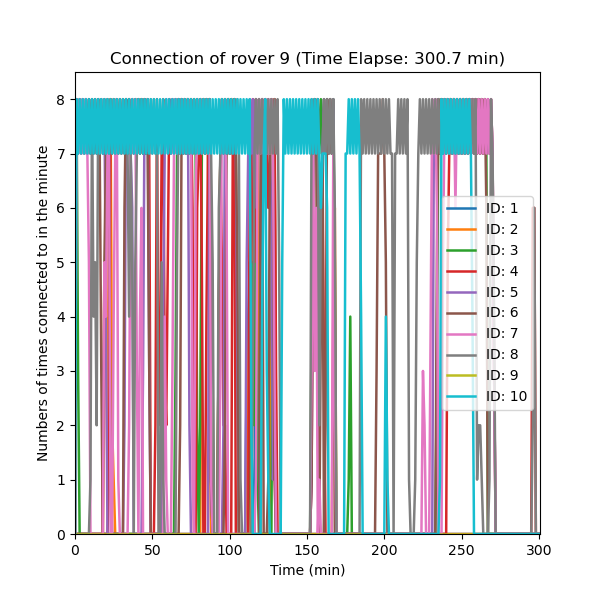 Connection of rover 9 (Time Elapse: 300.7 min)
Numbers of times connected to in the minute
8
7
6
5
4
3
2
1
0
ID: 1
ID: 2
ID: 3
ID: 4
ID: 5
ID: 6
ID: 7
ID: 8
ID: 9
ID: 10
0 50 100 150 200 250 300
Time (min)